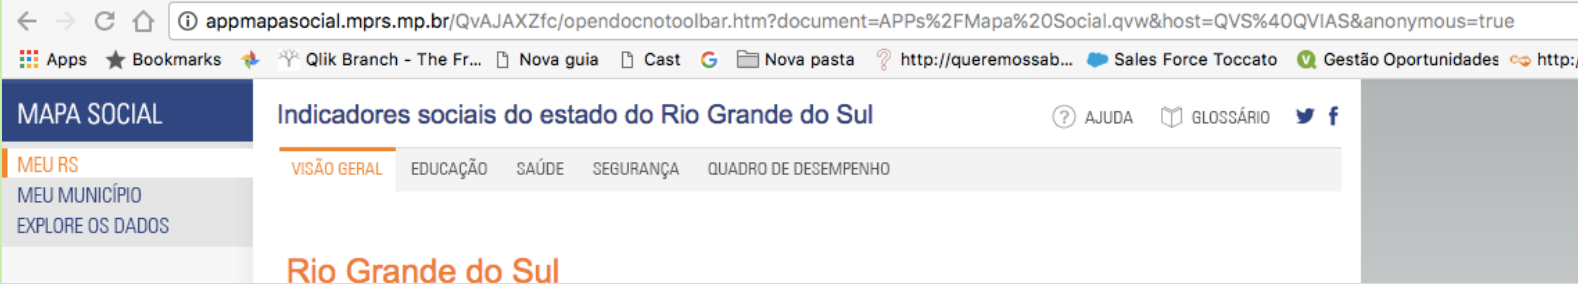 appmapasocial.mprs.mp.br/QvAJAXZfc/opendocnotoolbar.htm?document=APPs%2FMapa%20Social.qvw&host=QVS%40QVIAS&anonymous=true
Apps Bookmarks Qlik Branch - The Fr... Nova guia Cast Nova pasta http://queremossab... Sales Force Toccato Gestão Oportunidades http:/
MAPA SOCIAL
Indicadores sociais do estado do Rio Grande do Sul
? AJUDA GLOSSÁRIO
MEU RS
MEU MUNICÍPIO
EXPLORE OS DADOS
VISÃO GERAL EDUCAÇÃO SAÚDE SEGURANÇA QUADRO DE DESEMPENHO
Rio Grande do Sul